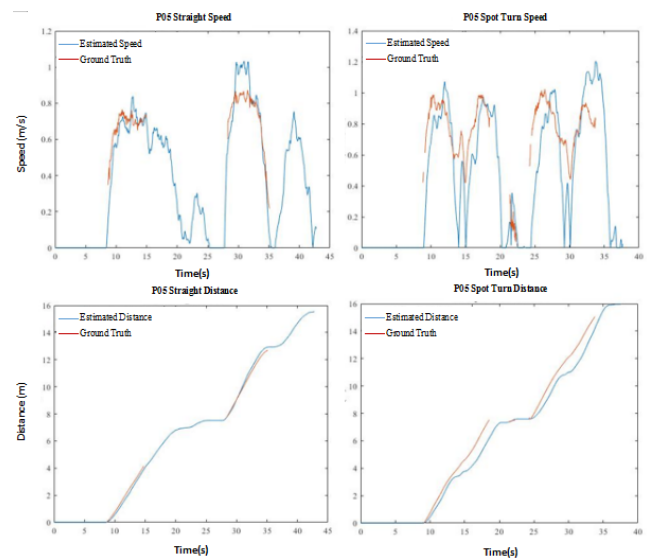 P05 Straight Speed
P05 Spot Turn Speed
1.2
1
0.8
0.6
0.4
0.2
0
Speed (m/s)
Estimated Speed
Ground Truth
0 5 10 15 20 25 30 35 40 45
Time(s)
1.4
1.2
1
0.8
0.6
0.4
0.2
0
Estimated Speed
Ground Truth
0 5 10 15 20 25 30 35 40 45
Time(s)
P05 Straight Distance
P05 Spot Turn Distance
16
14
12
10
8
6
4
2
0
Distance (m)
Estimated Distance
Ground Truth
0 5 10 15 20 25 30 35 40 45
Time(s)
16
14
12
10
8
6
4
2
0
Estimated Distance
Ground Truth
0 5 10 15 20 25 30 35 40
Time(s)